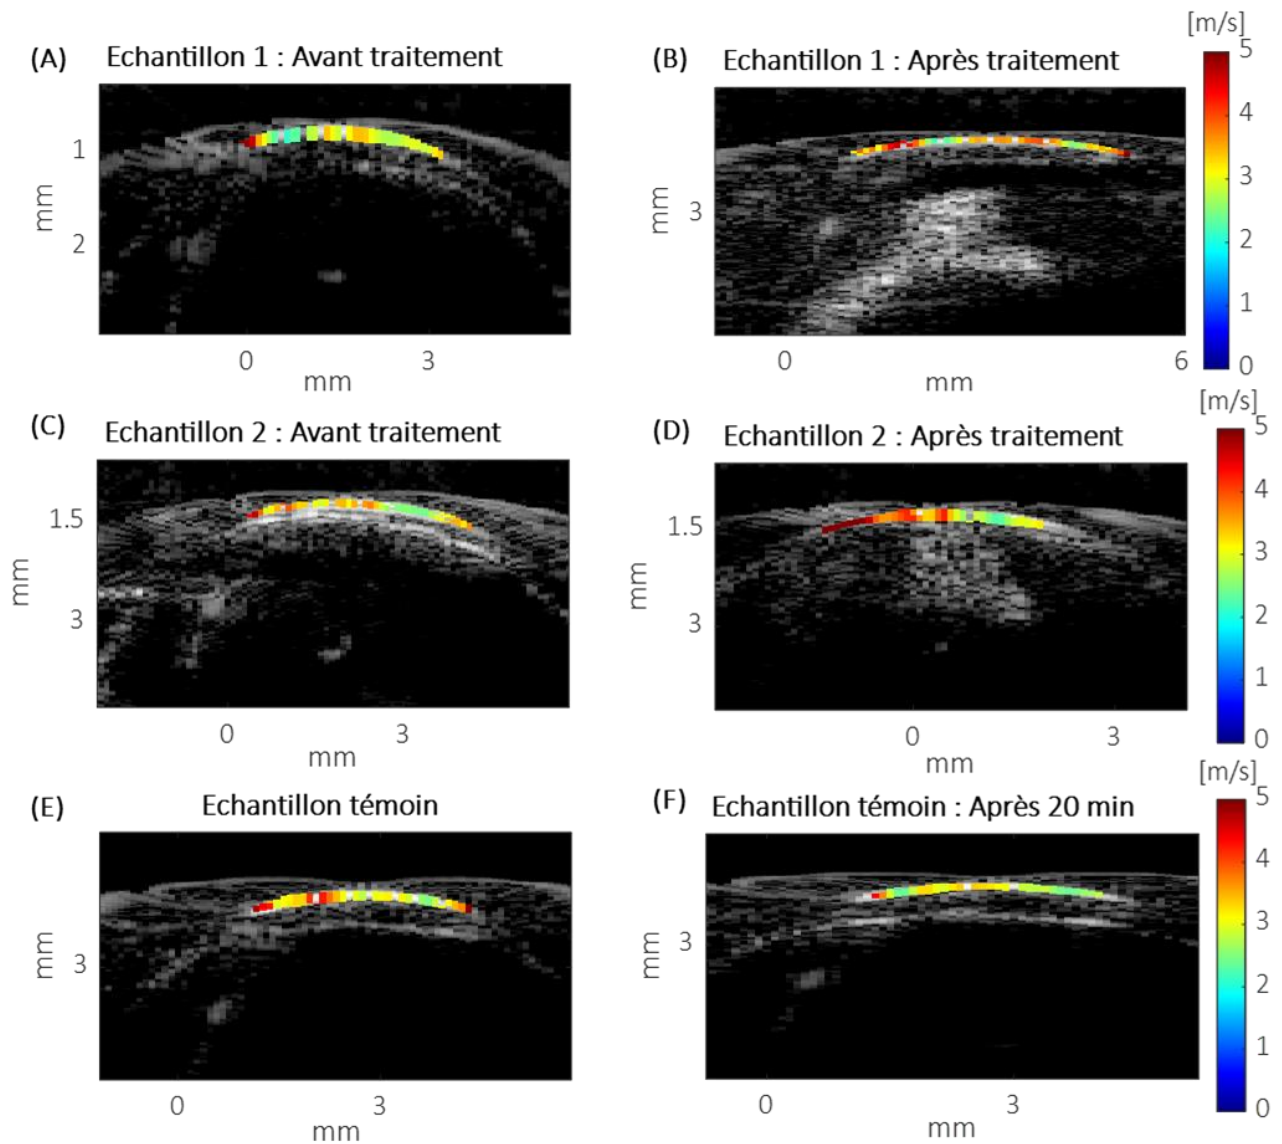 (A) Echantillon 1 : Avant traitement
1
2
mm
0 3
mm
(B) Echantillon 1 : Après traitement
3
mm
0 6
mm
[m/s]
5
4
3
2
1
0
(C) Echantillon 2 : Avant traitement
1.5
3
mm
0 3
mm
(D) Echantillon 2 : Après traitement
1.5
3
mm
0 3
mm
[m/s]
5
4
3
2
1
0
(E) Echantillon témoin
3
mm
0 3
mm
(F) Echantillon témoin : Après 20 min
3
mm
0 3
mm
[m/s]
5
4
3
2
1
0